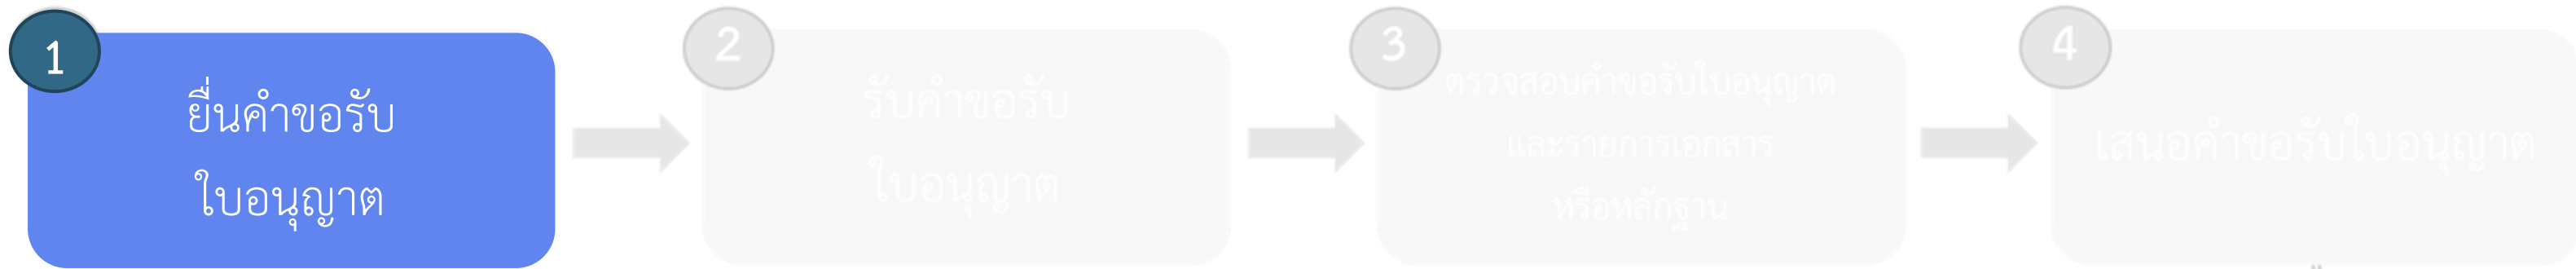 1
ยื่นคำขอรับ
ใบอนุญาต
2
รับคำขอรับ
ใบอนุญาต
3
ตรวจสอบคำขอรับใบอนุญาต
และรายการเอกสาร
หรือหลักฐาน
4
เสนอคำขอรับใบอนุญาต